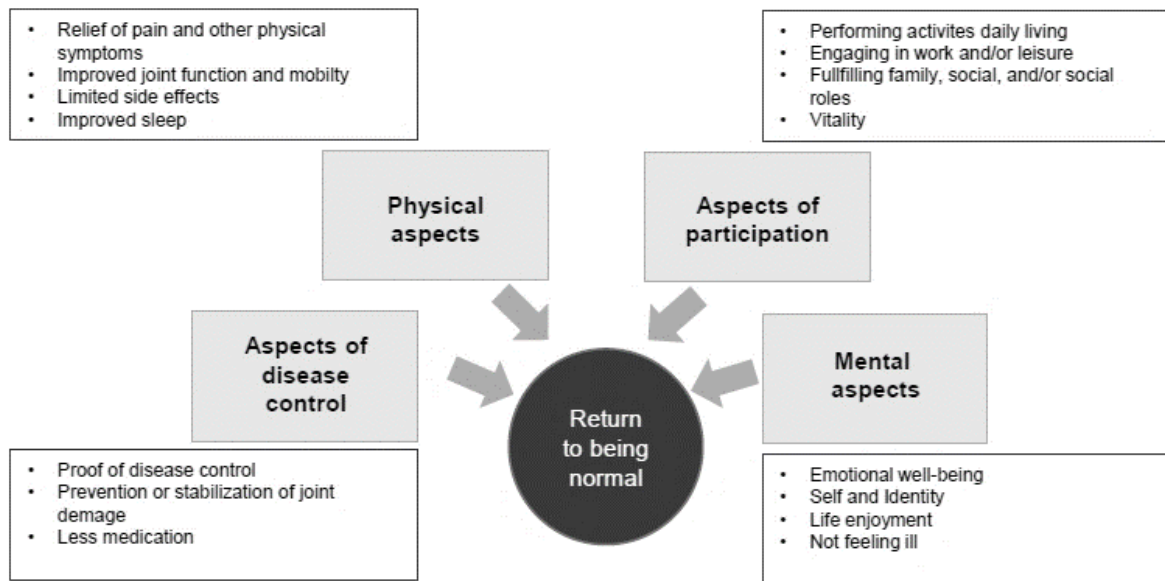 • Relief of pain and other physical
symptoms
• Improved joint function and mobilty
• Limited side effects
• Improved sleep
• Performing activites daily living
• Engaging in work and/or leisure
• Fullfilling family, social, and/or social
roles
• Vitality
Physical
aspects
Aspects of
participation
Aspects of
disease
control
Mental
aspects
Return
to being
normal
• Proof of disease control
• Prevention or stabilization of joint
demage
• Less medication
• Emotional well-being
• Self and Identity
• Life enjoyment
• Not feeling ill